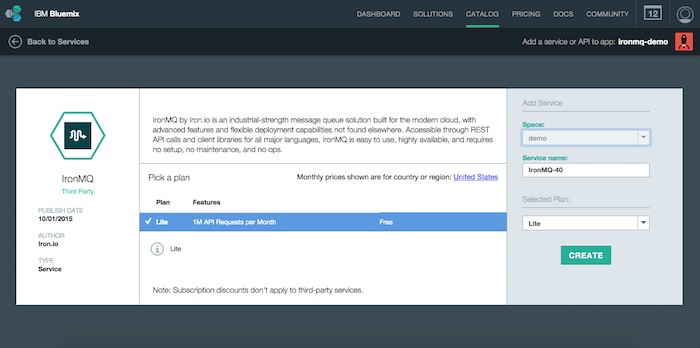 IBM Bluemix
DASHBOARD SOLUTIONS CATALOG PRICING DOCS COMMUNITY 12
Back to Services
Add a service or API to app: ironmq-demo
IronMQ
Third Party
PUBLISH DATE
10/01/2015
AUTHOR
Iron.io
TYPE
Service
IronMQ by Iron.io is an industrial-strength message queue solution built for the modern cloud, with
advanced features and flexible deployment capabilities not found elsewhere. Accessible through REST
API calls and client libraries for all major languages, IronMQ is easy to use, highly available, and requires
no setup, no maintenance, and no ops.
Pick a plan
Monthly prices shown are for country or region: United States
Plan Features
Lite 1M API Requests per Month Free
Lite
Note: Subscription discounts don't apply to third-party services.
Add Service
Space:
demo
Service name:
IronMQ-40
Selected Plan:
Lite
CREATE